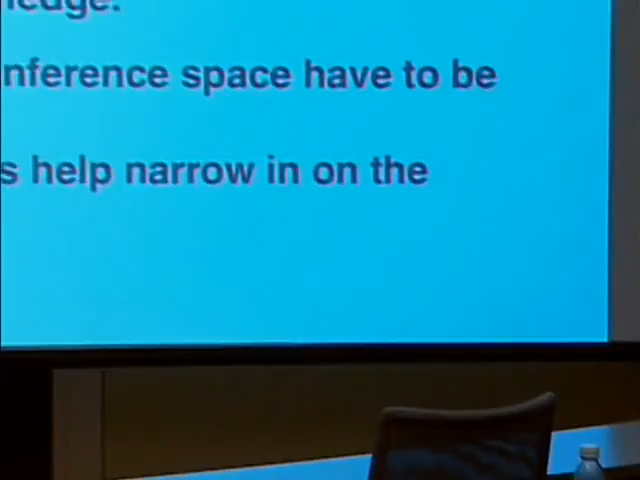 nference space have to be
s help narrow in on the